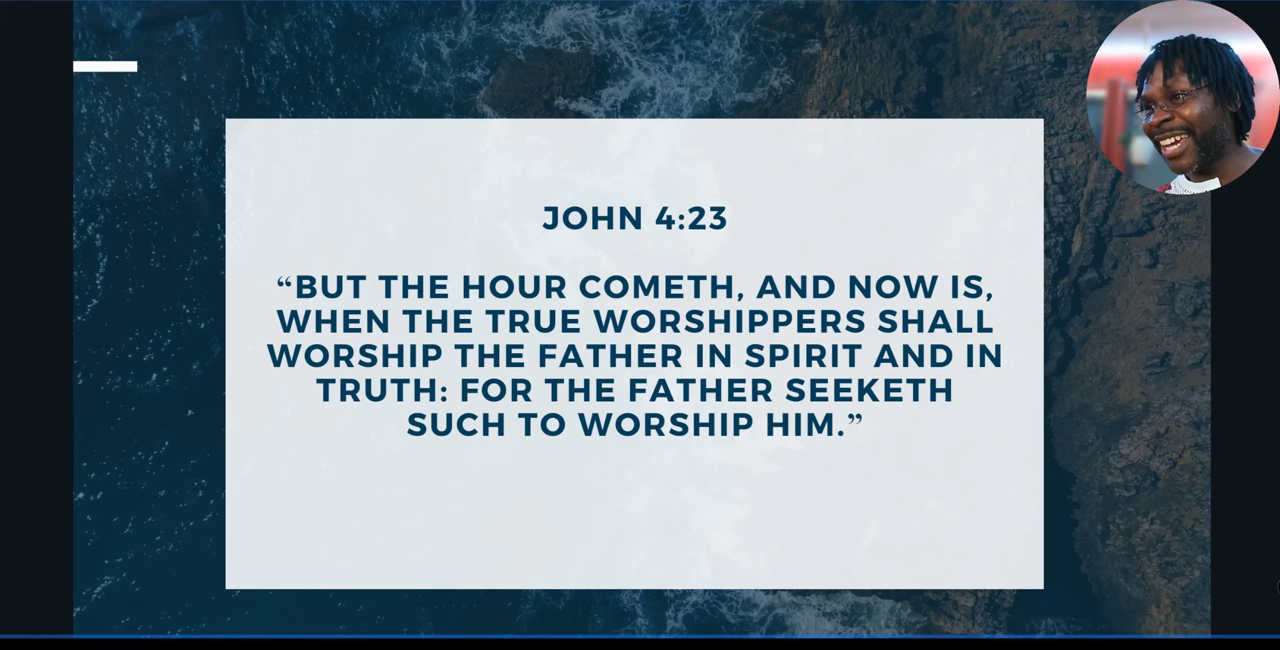 JOHN 4:23
“BUT THE HOUR COMETH, AND NOW IS,
WHEN THE TRUE WORSHIPPERS SHALL
WORSHIP THE FATHER IN SPIRIT AND IN
TRUTH: FOR THE FATHER SEEKETH
SUCH TO WORSHIP HIM.”